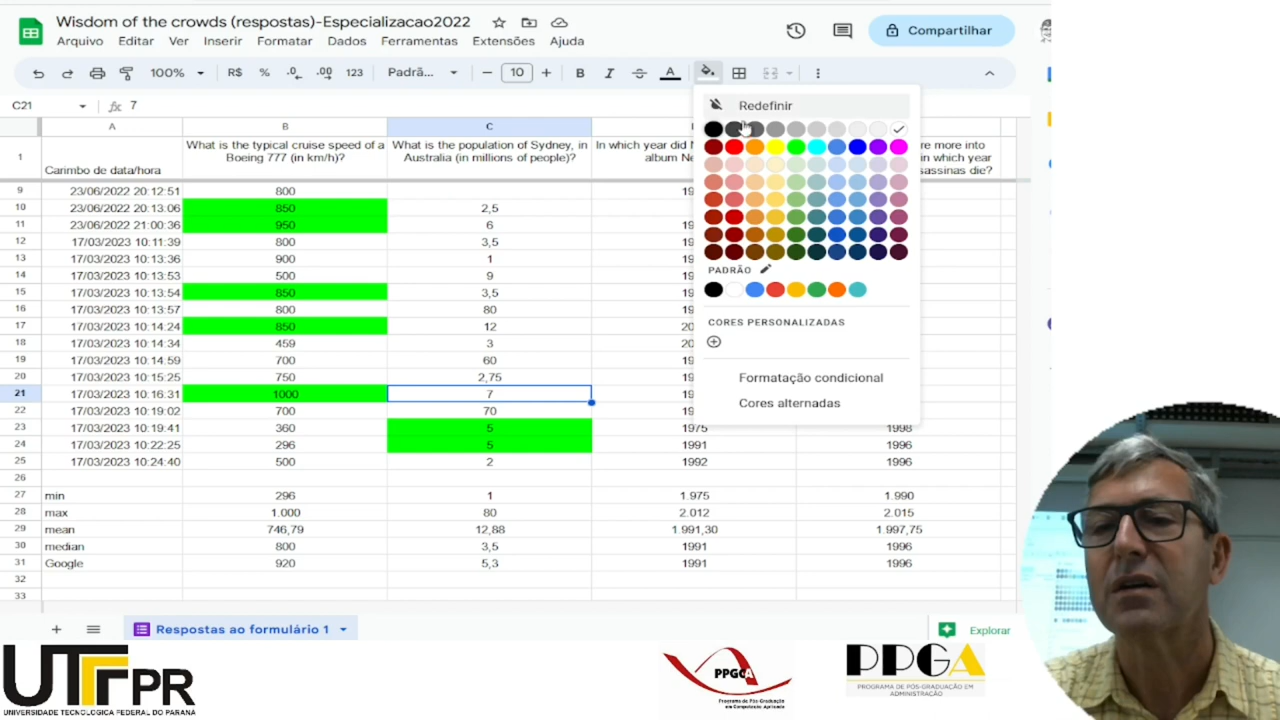 Wisdom of the crowds (respostas)-Especializacao2022
Arquivo Editar Ver Inserir Formatar Dados Ferramentas Extensões Ajuda
Compartilhar
100% R$ % .0 .00 123 Padrã... − 10 + B I A
C21 fx 7
Redefinir
A B C
1 Carimbo de data/hora
What is the typical cruise speed of a
Boeing 777 (in km/h)?
What is the population of Sydney, in
Australia (in millions of people)?
In which year did
album Ne
re more into
in which year
ssassinas die?
9 23/06/2022 20:12:51 800
10 23/06/2022 20:13:06 850 2,5
23/06/2022 21:00:36 950 6
12 17/03/2023 10:11:39 800 3,5
17/03/2023 10:13:36 900 1
14 500 9
15 17/03/2023 10:13:54 850 3,5
16 17/03/2023 10:13:57 800 80
17 17/03/2023 10:14:24 850 12
18 17/03/2023 10:14:34 459 3
19 17/03/2023 10:14:59 700 60
20 17/03/2023 10:15:25 750 2,75
21 17/03/2023 10:16:31 1000 7
22 17/03/2023 10:19:02 700 70
23 17/03/2023 10:19:41 360 5 1975 1998
24 17/03/2023 10:22:25 296 5 1991 1996
25 17/03/2023 10:24:40 500 2 1992 1996
26
27 min 296 1 1.975 1.990
28 max 1.000 80 2.012 2.015
29 mean 746,79 12,88 1.991,30 1.997,75
30 median 800 3,5 1991 1996
31 Google 920 5,3 1991 1996
32
33
PADRÃO
CORES PERSONALIZADAS
Formatação condicional
Cores alternadas
Respostas ao formulário 1
Explorar
UTFPR
UNIVERSIDADE TECNOLÓGICA FEDERAL DO PARANÁ
PPGCA
Programa de Pós-Graduação
em Computação Aplicada
PPGA
PROGRAMA DE PÓS-GRADUAÇÃO EM
ADMINISTRAÇÃO